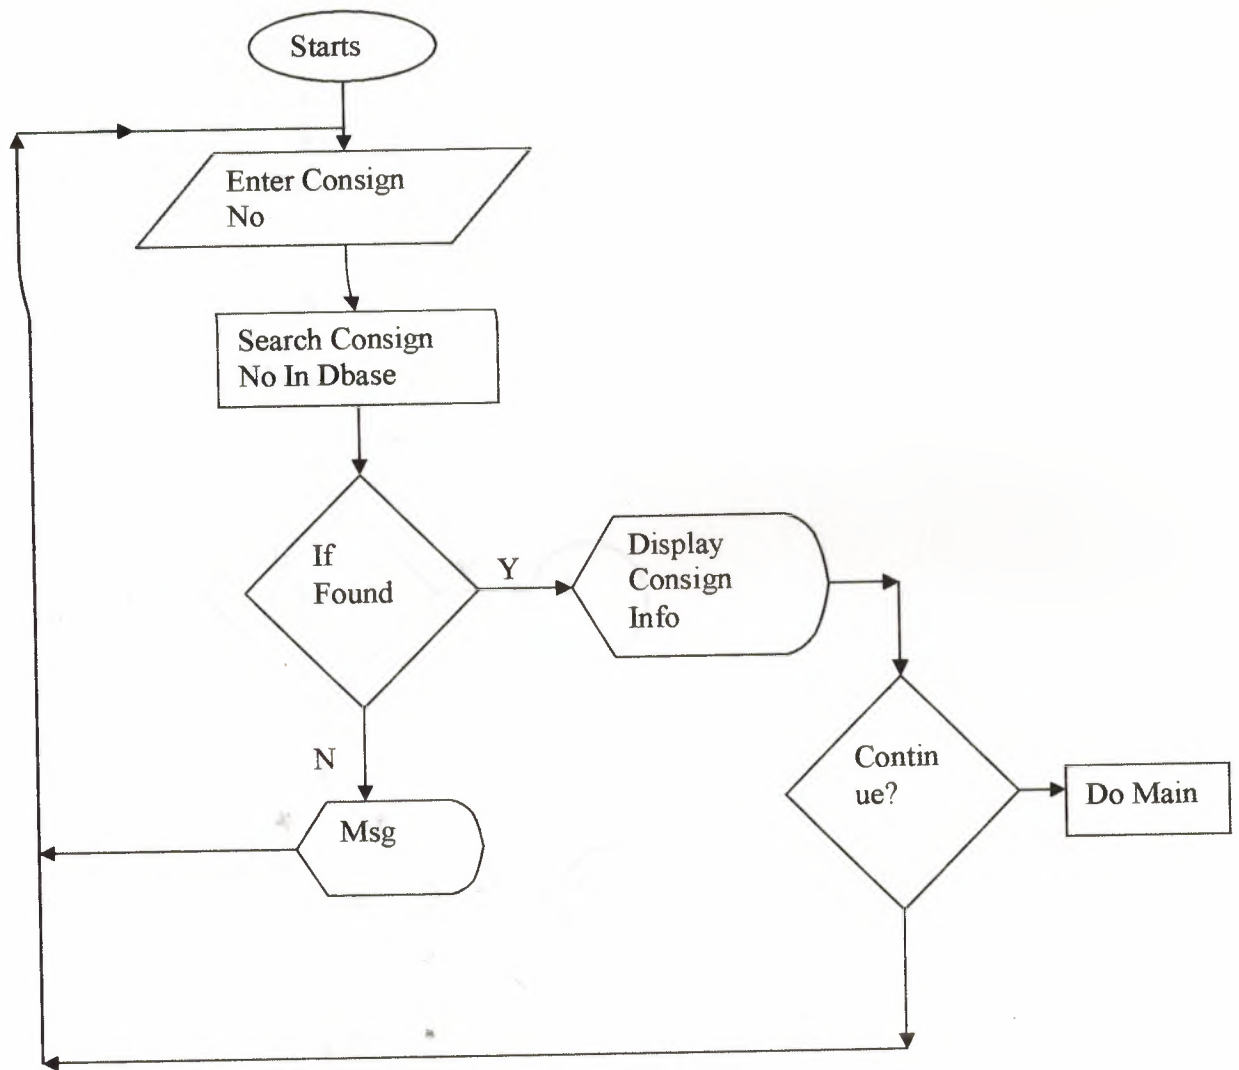 Starts
Enter Consign
No
Search Consign
No In Dbase
If
Found
Y
Display
Consign
Info
N
Msg
Contin
ue?
Do Main